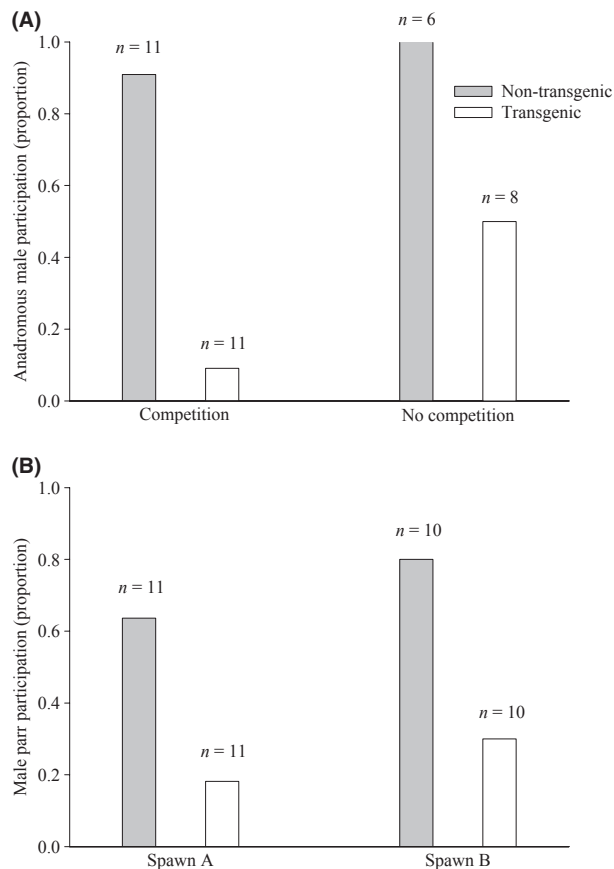 (A)
Anadromous male participation (proportion)
1.0
0.8
0.6
0.4
0.2
0.0
n = 11
n = 11
n = 6
n = 8
Non-transgenic
Transgenic
Competition
No competition
(B)
Male parr participation (proportion)
1.0
0.8
0.6
0.4
0.2
0.0
n = 11
n = 11
n = 10
n = 10
Spawn A
Spawn B